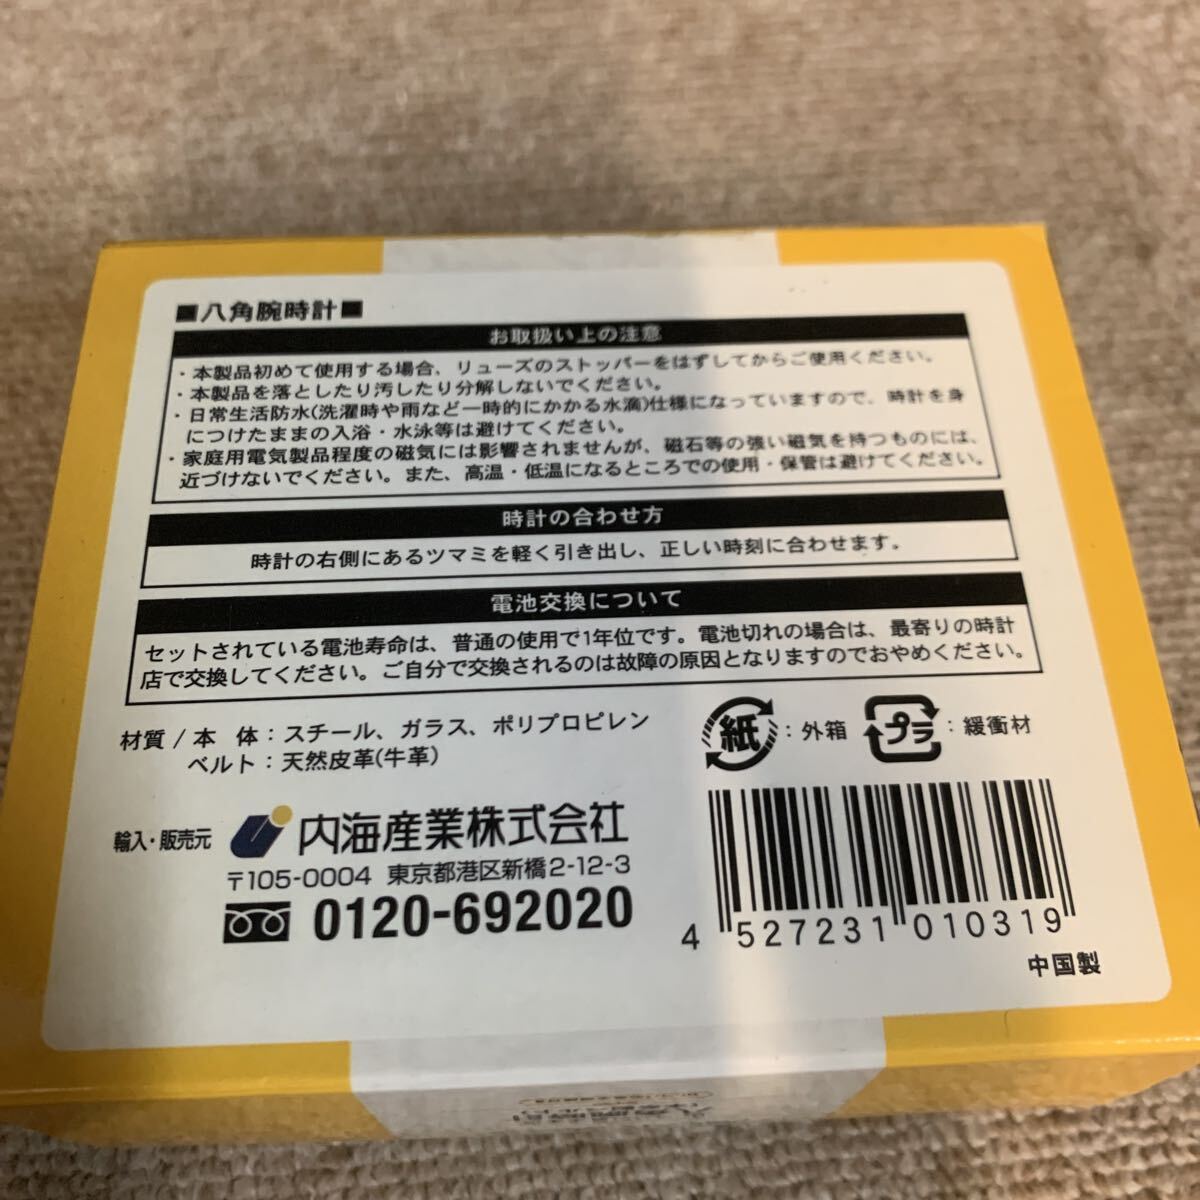 ■八角腕時計■
お取扱い上の注意
・本製品初めて使用する場合、リューズのストッパーをはずしてからご使用ください。
・本製品を落としたり汚したり分解しないでください。
・日常生活防水(洗濯時や雨など一時的にかかる水滴)仕様になっていますので、時計を身
につけたままの入浴・水泳等は避けてください。
・家庭用電気製品程度の磁気には影響されませんが、磁石等の強い磁気を持つものには、
近づけないでください。また、高温・低温になるところでの使用・保管は避けてください。
時計の合わせ方
時計の右側にあるツマミを軽く引き出し、正しい時刻に合わせます。
電池交換について
セットされている電池寿命は、普通の使用で1年位です。電池切れの場合は、最寄りの時計
店で交換してください。ご自分で交換されるのは故障の原因となりますのでおやめください。
材質/本 体:スチール、ガラス、ポリプロピレン
ベルト:天然皮革(牛革)
紙:外箱
プラ:緩衝材
輸入・販売元
内海産業株式会社
〒105-0004 東京都港区新橋2-12-3
0120-692020
4 527231 010319
中国製